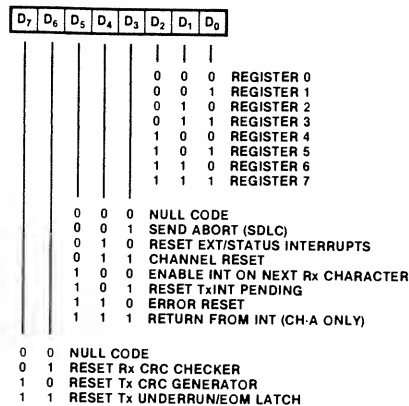 D7 D6 D5 D4 D3 D2 D1 D0
0 0 0 REGISTER 0
0 0 1 REGISTER 1
0 1 0 REGISTER 2
0 1 1 REGISTER 3
1 0 0 REGISTER 4
1 0 1 REGISTER 5
1 1 0 REGISTER 6
1 1 1 REGISTER 7
0 0 0 NULL CODE
0 0 1 SEND ABORT (SDLC)
0 1 0 RESET EXT/STATUS INTERRUPTS
0 1 1 CHANNEL RESET
1 0 0 ENABLE INT ON NEXT Rx CHARACTER
1 0 1 RESET TxINT PENDING
1 1 0 ERROR RESET
1 1 1 RETURN FROM INT (CH-A ONLY)
0 0 NULL CODE
0 1 RESET Rx CRC CHECKER
1 0 RESET Tx CRC GENERATOR
1 1 RESET Tx UNDERRUN/EOM LATCH